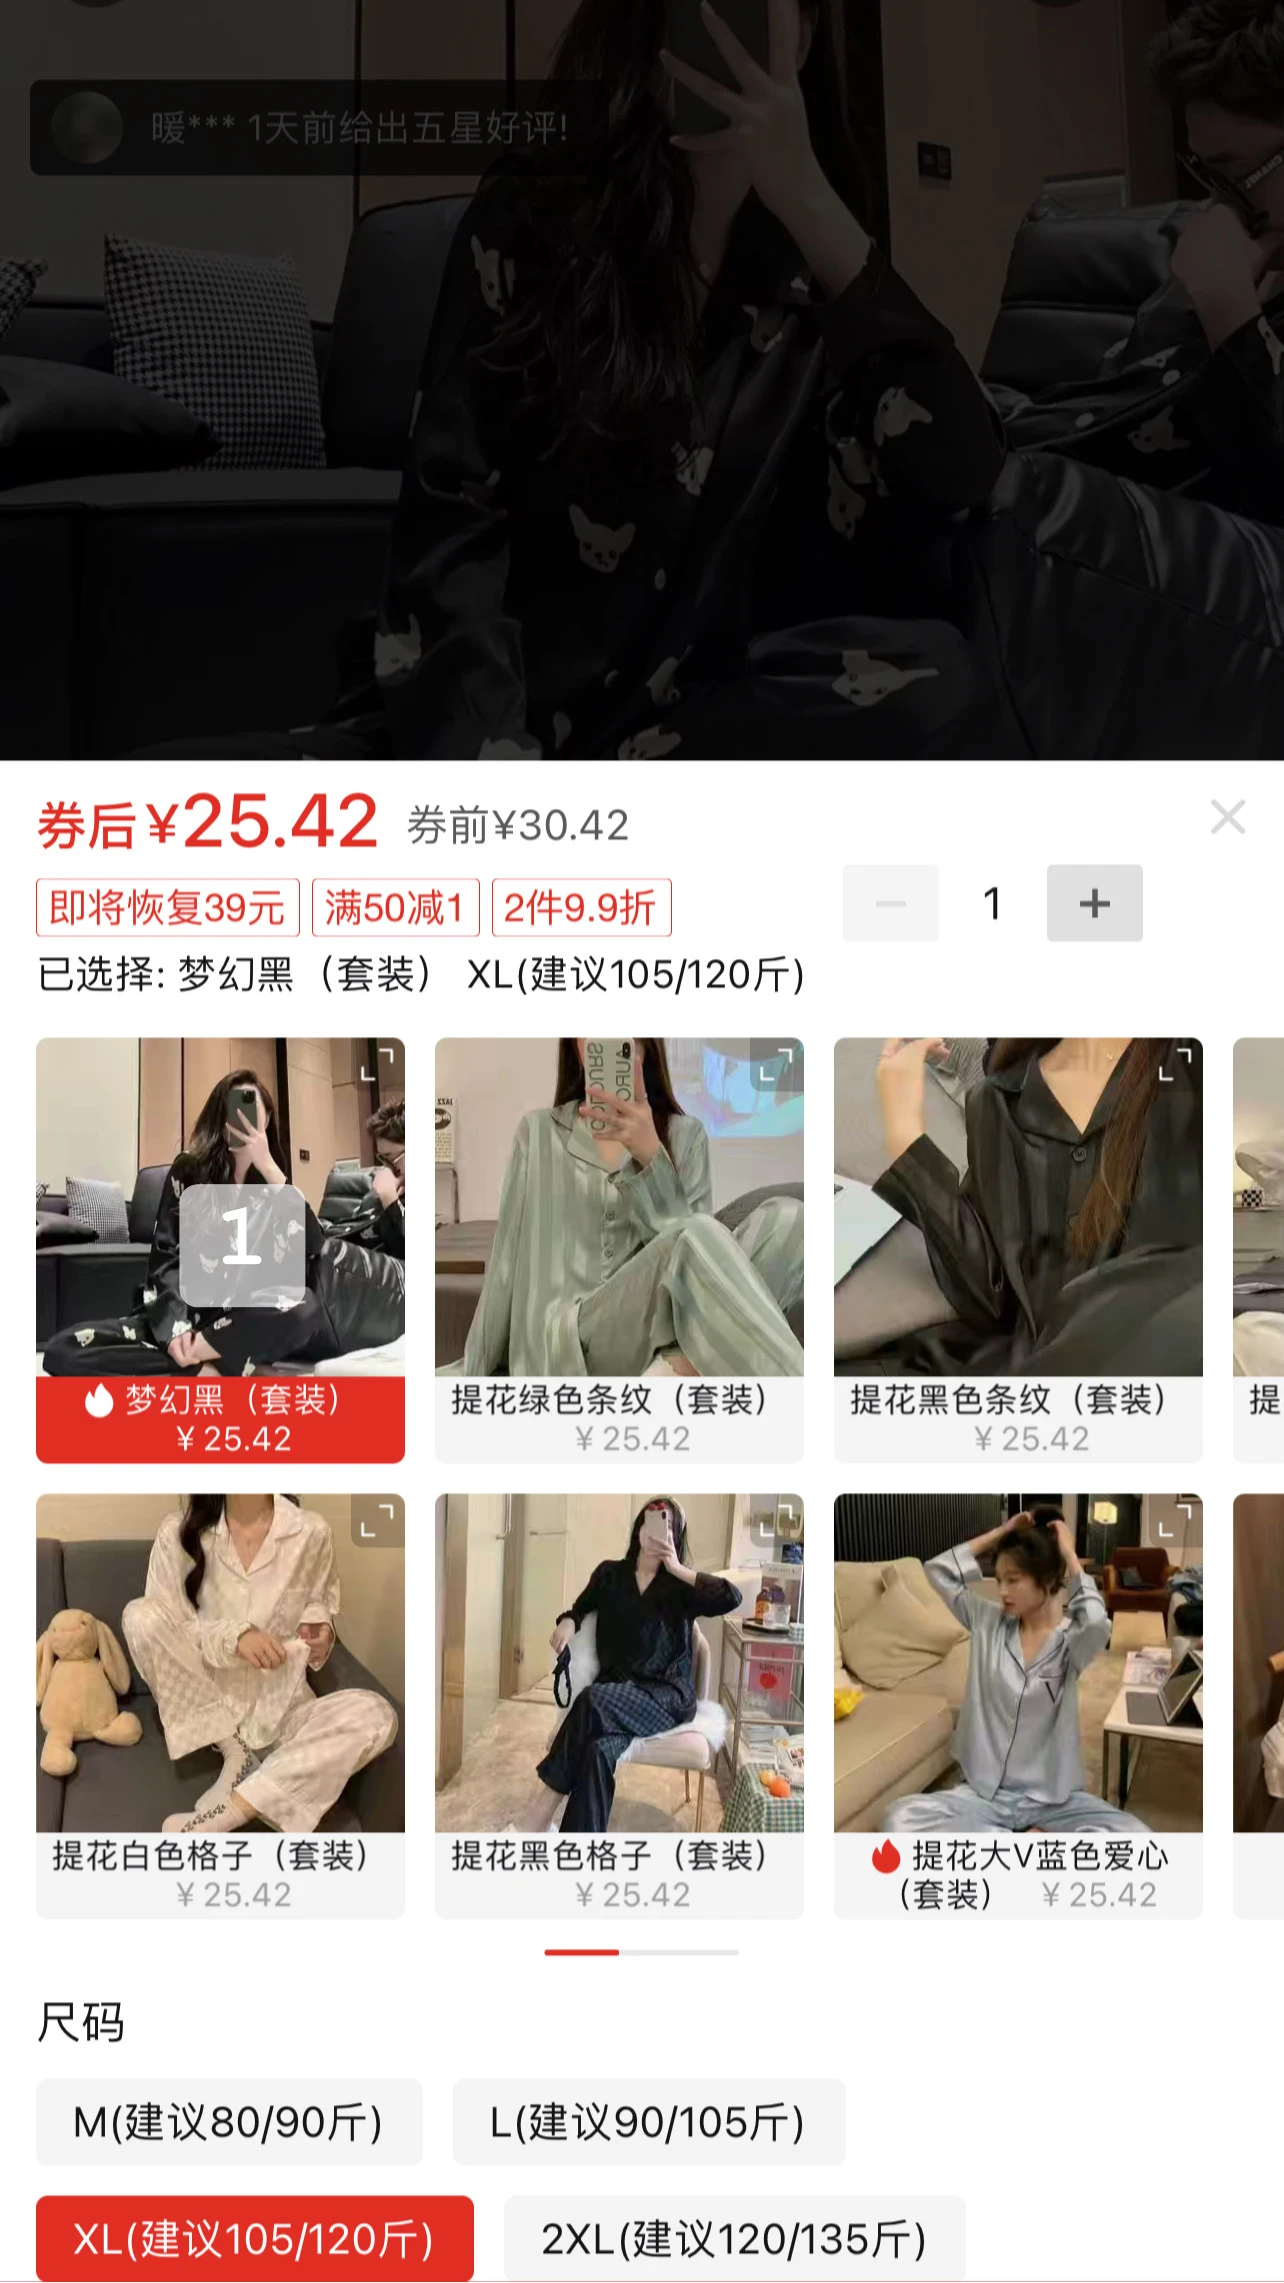 暖*** 1天前给出五星好评!
券后¥25.42 券前¥30.42
即将恢复39元 满50减1 2件9.9折
1
已选择: 梦幻黑（套装） XL(建议105/120斤)
1
梦幻黑（套装）
¥ 25.42
提花绿色条纹（套装）
¥ 25.42
提花黑色条纹（套装）
¥ 25.42
提
提花白色格子（套装）
¥ 25.42
提花黑色格子（套装）
¥ 25.42
提花大V蓝色爱心
（套装） ¥ 25.42
尺码
M(建议80/90斤) L(建议90/105斤)
XL(建议105/120斤) 2XL(建议120/135斤)